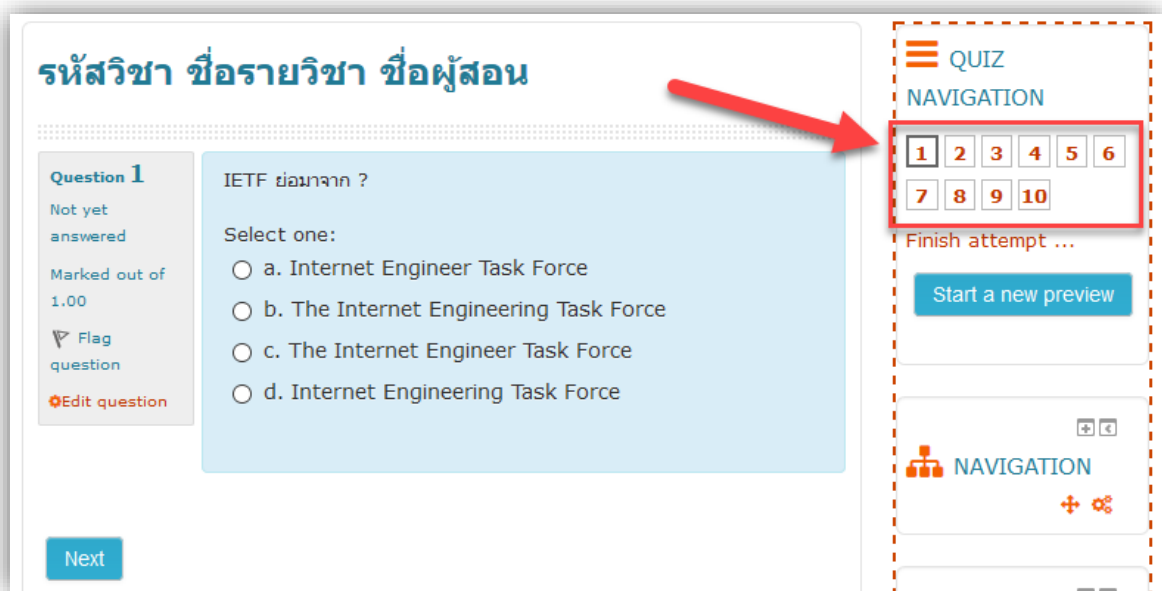 รหัสวิชา ชื่อรายวิชา ชื่อผู้สอน
Question 1
Not yet
answered
Marked out of
1.00
Flag
question
Edit question
IETF ย่อมาจาก ?
Select one:
a. Internet Engineer Task Force
b. The Internet Engineering Task Force
c. The Internet Engineer Task Force
d. Internet Engineering Task Force
Next
QUIZ
NAVIGATION
1 2 3 4 5 6
7 8 9 10
Finish attempt ...
Start a new preview
NAVIGATION